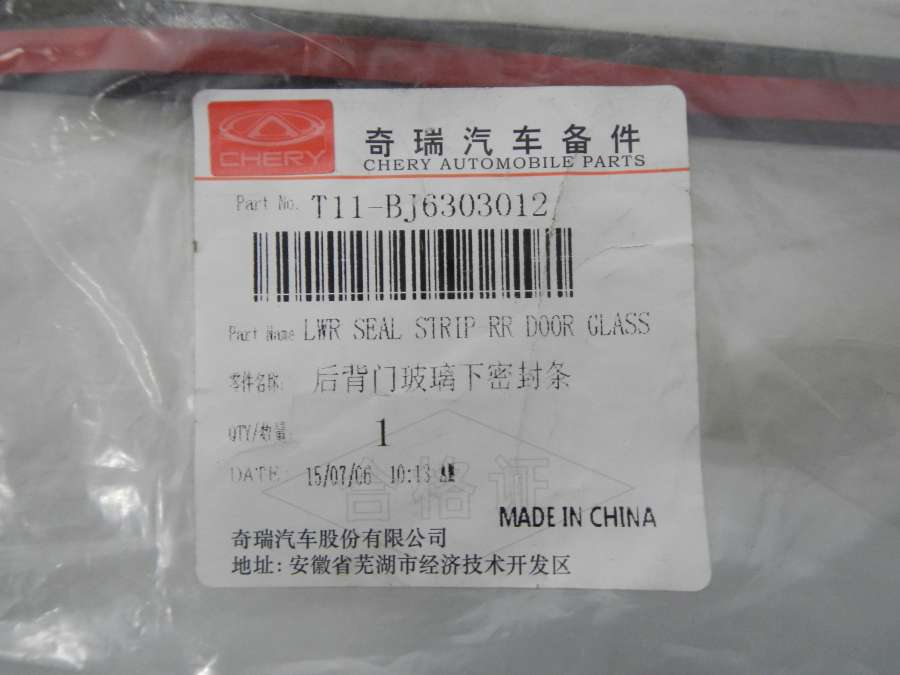 CHERY
奇瑞汽车备件
CHERY AUTOMOBILE PARTS
Part No. T11-BJ6303012
Part Name LWR SEAL STRIP RR DOOR GLASS
零件名称: 后背门玻璃下密封条
QTY/数量: 1
DATE: 15/07/06 10:13
合格证
MADE IN CHINA
奇瑞汽车股份有限公司
地址: 安徽省芜湖市经济技术开发区